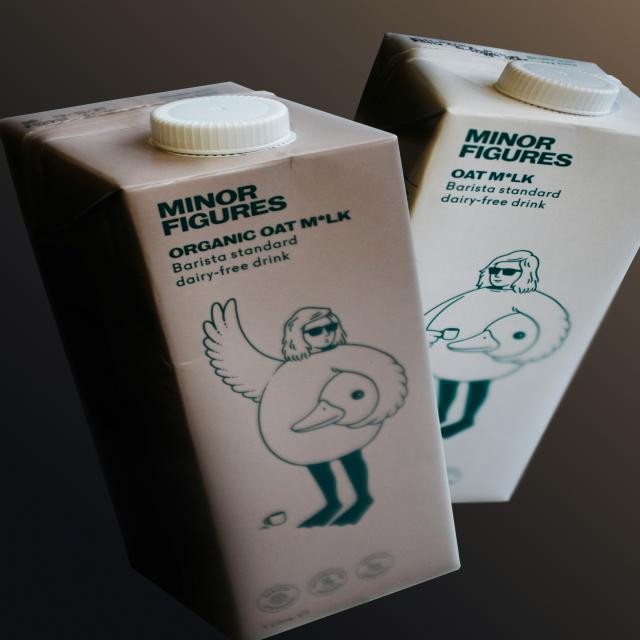 MINOR
FIGURES
ORGANIC OAT M*LK
Barista standard
dairy-free drink
MINOR
FIGURES
OAT M*LK
Barista standard
dairy-free drink